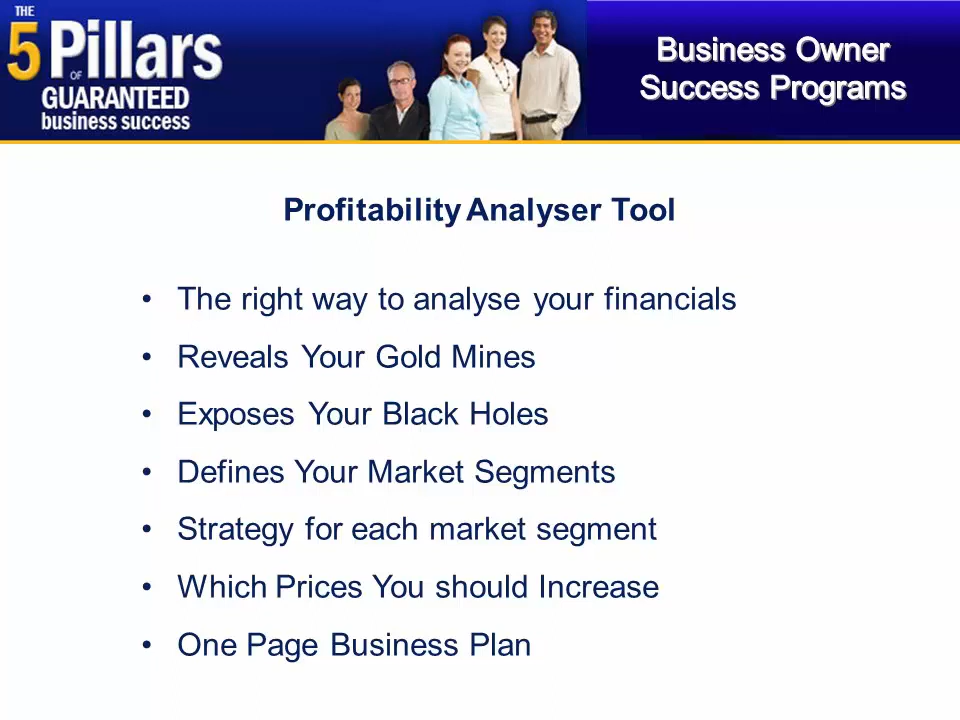 THE
5 Pillars
OF
GUARANTEED
business success
Business Owner
Success Programs
Profitability Analyser Tool
• The right way to analyse your financials
• Reveals Your Gold Mines
• Exposes Your Black Holes
• Defines Your Market Segments
• Strategy for each market segment
• Which Prices You should Increase
• One Page Business Plan